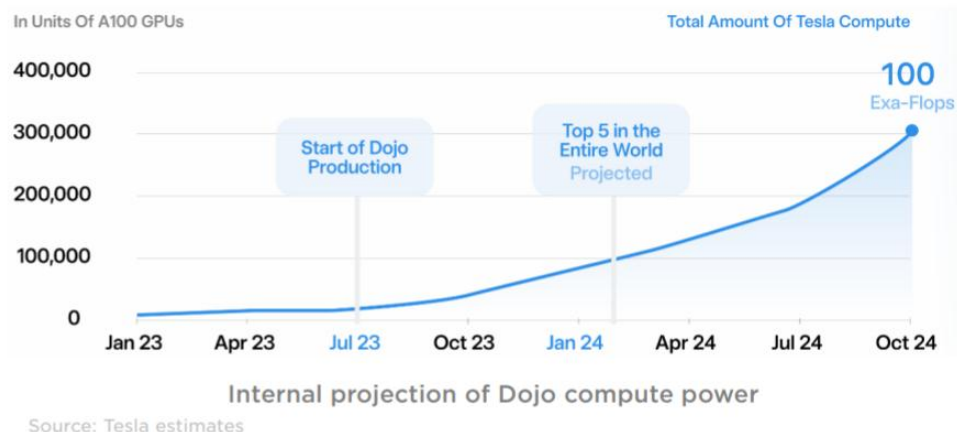 In Units Of A100 GPUs
Total Amount Of Tesla Compute
400,000
100
Exa-Flops
300,000
Start of Dojo
Production
Top 5 in the
Entire World
Projected
200,000
100,000
0
Jan 23 Apr 23 Jul 23 Oct 23 Jan 24 Apr 24 Jul 24 Oct 24
Internal projection of Dojo compute power
Source: Tesla estimates